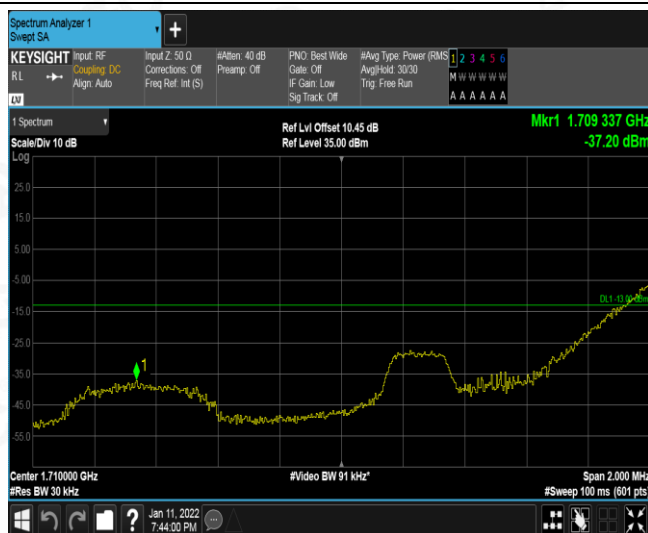 Spectrum Analyzer 1
Swept SA
KEYSIGHT
RL
Input: RF
Coupling: DC
Align: Auto
Input Z: 50 Ω
Corrections: Off
Freq Ref: Int (S)
#Atten: 40 dB
Preamp: Off
PNO: Best Wide
Gate: Off
IF Gain: Low
Sig Track: Off
#Avg Type: Power (RMS
Avg|Hold: 30/30
Trig: Free Run
1 2 3 4 5 6
M W W W W W
A A A A A A
LXI
1 Spectrum
Scale/Div 10 dB
Ref Lvl Offset 10.45 dB
Ref Level 35.00 dBm
Mkr1 1.709 337 GHz
-37.20 dBm
Log
25.0
15.0
5.00
-5.00
DL1 -13.00 dBm
-15.0
-25.0
-35.0
1
-45.0
-55.0
Center 1.710000 GHz
#Res BW 30 kHz
#Video BW 91 kHz*
Span 2.000 MHz
#Sweep 100 ms (601 pts)
?
Jan 11, 2022
7:44:00 PM